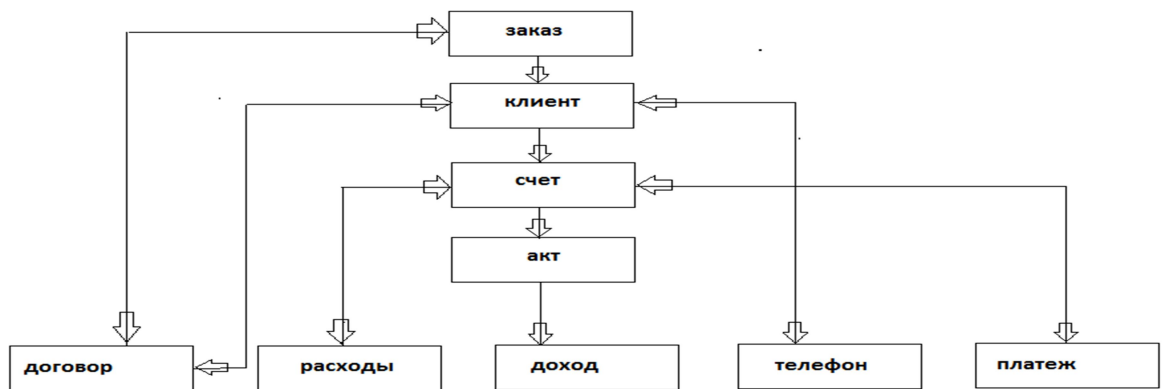 заказ
клиент
счет
акт
договор
расходы
доход
телефон
платеж